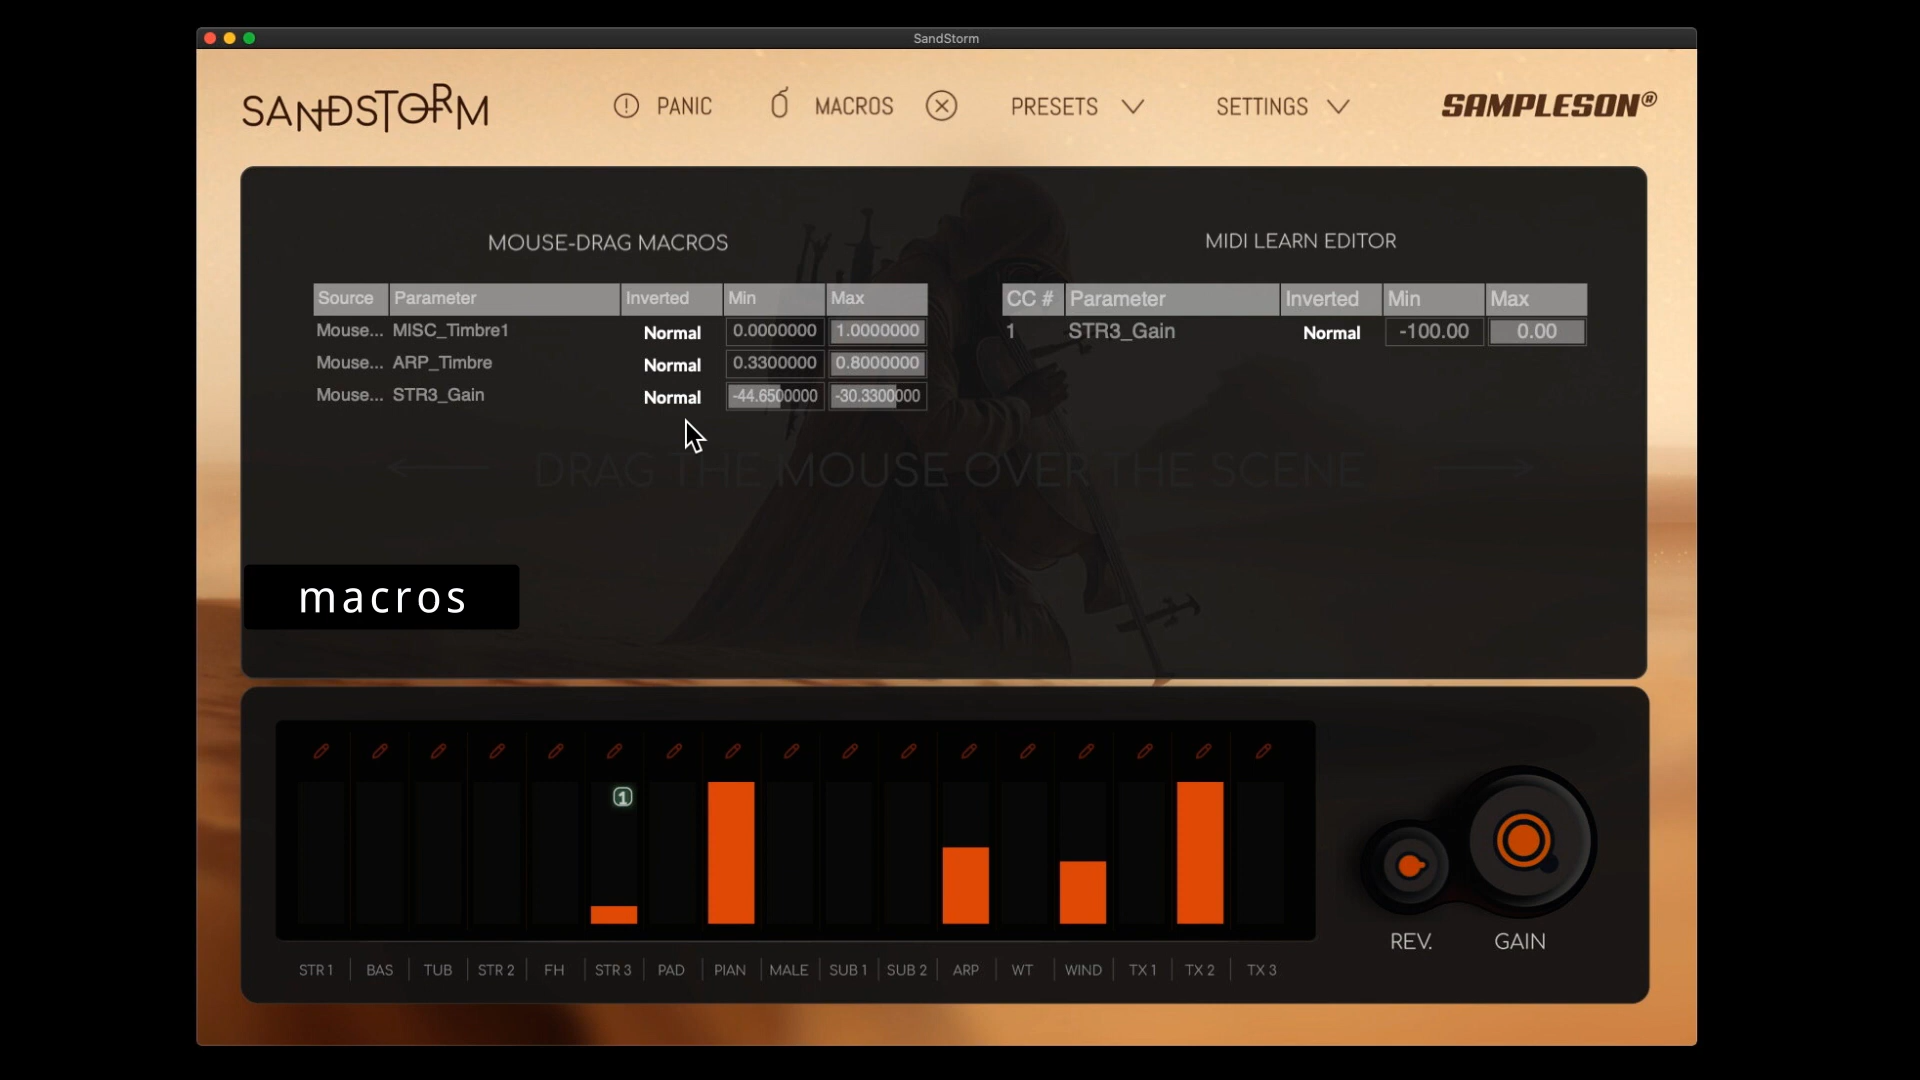 SandStorm
SANDSTORM
PANIC
MACROS
PRESETS
SETTINGS
SAMPLESON®
MOUSE-DRAG MACROS
Source Parameter Inverted Min Max
Mouse... MISC_Timbre1 Normal 0.0000000 1.0000000
Mouse... ARP_Timbre Normal 0.3300000 0.8000000
Mouse... STR3_Gain Normal -44.6500000 -30.3300000
MIDI LEARN EDITOR
CC # Parameter Inverted Min Max
1 STR3_Gain Normal -100.00 0.00
DRAG THE MOUSE OVER THE SCENE
macros
1
STR 1 BAS TUB STR 2 FH STR 3 PAD PIAN MALE SUB 1 SUB 2 ARP WT WIND TX 1 TX 2 TX 3
REV. GAIN